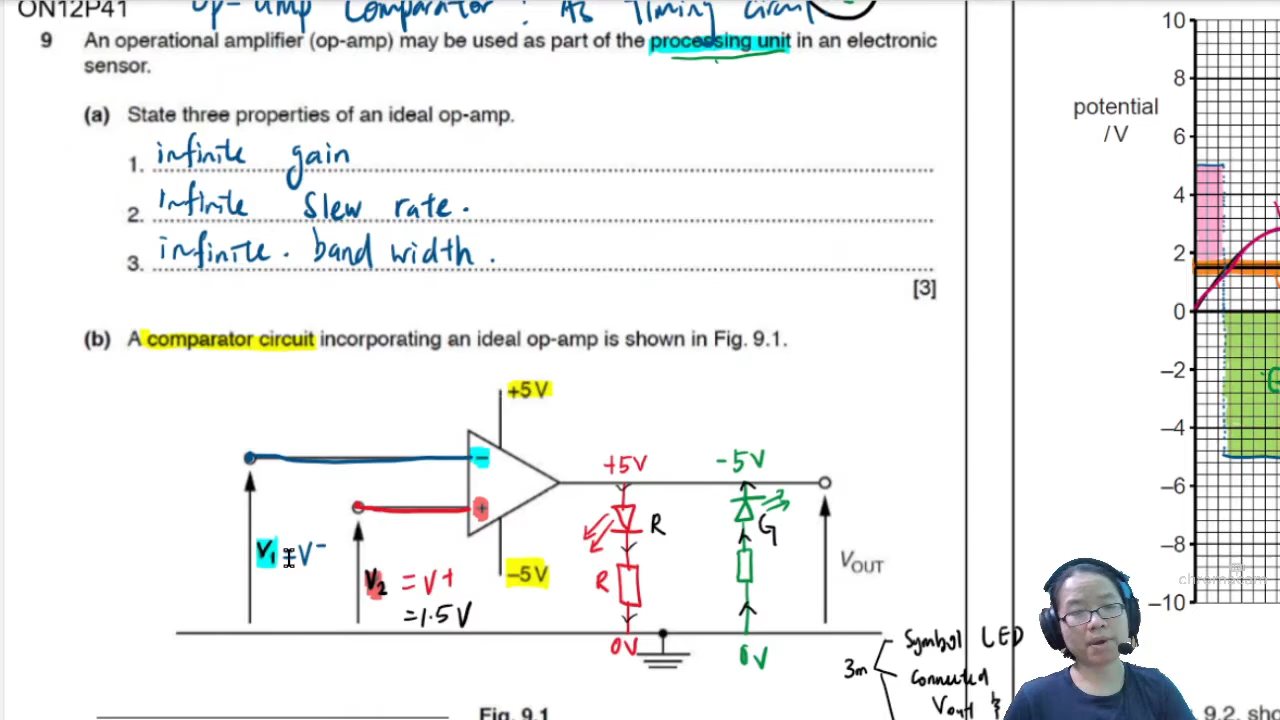 ON12P41 Op-amp Comparator : As Timing Circuit
9 An operational amplifier (op-amp) may be used as part of the processing unit in an electronic
sensor.
(a) State three properties of an ideal op-amp.
1. infinite gain
2. Infinite slew rate.
3. infinite. band width.
[3]
(b) A comparator circuit incorporating an ideal op-amp is shown in Fig. 9.1.
+5 V
−
+
–5 V
V1 = V-
V2 = V+
= 1.5 V
+5V
R
R
0V
-5V
G
0V
VOUT
3m
Symbol LED
Connected
Vout
Fig. 9.1
potential
/ V
10
8
6
4
2
0
−2
−4
−6
−8
−10
chromacam
9.2, sho